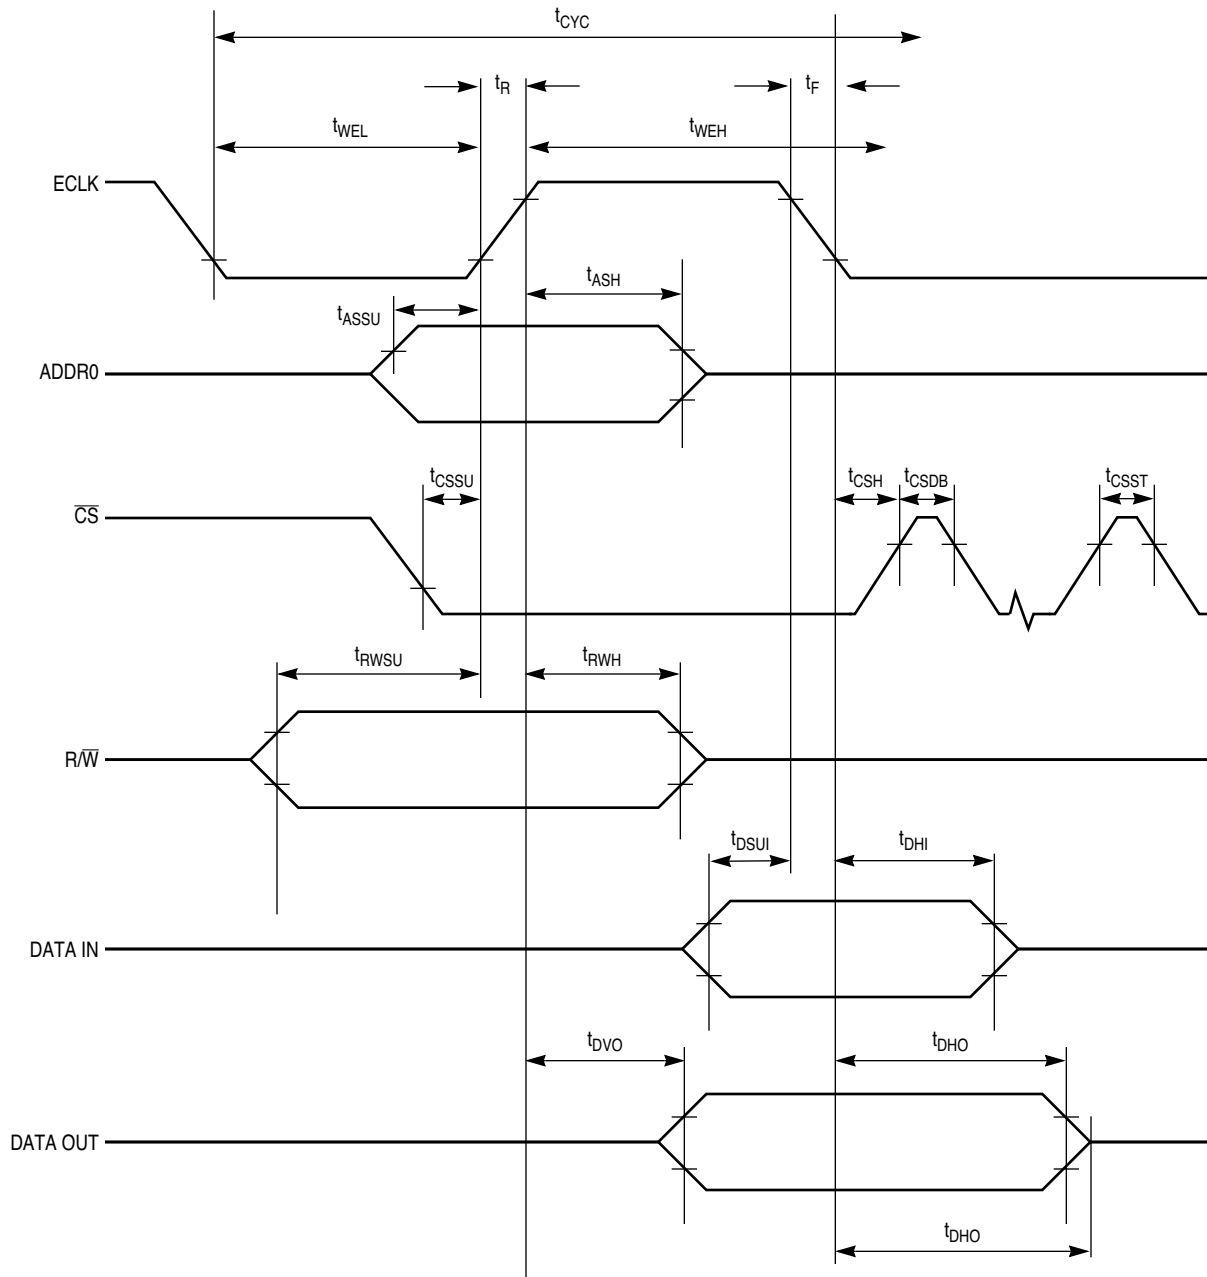 tCYC
tR
tF
tWEL
tWEH
ECLK
tASH
tASSU
ADDR0
tCSSU
tCSH
tCSDB
tCSST
C̅S̅
tRWSU
tRWH
R/W̅
tDSUI
tDHI
DATA IN
tDVO
tDHO
DATA OUT
tDHO